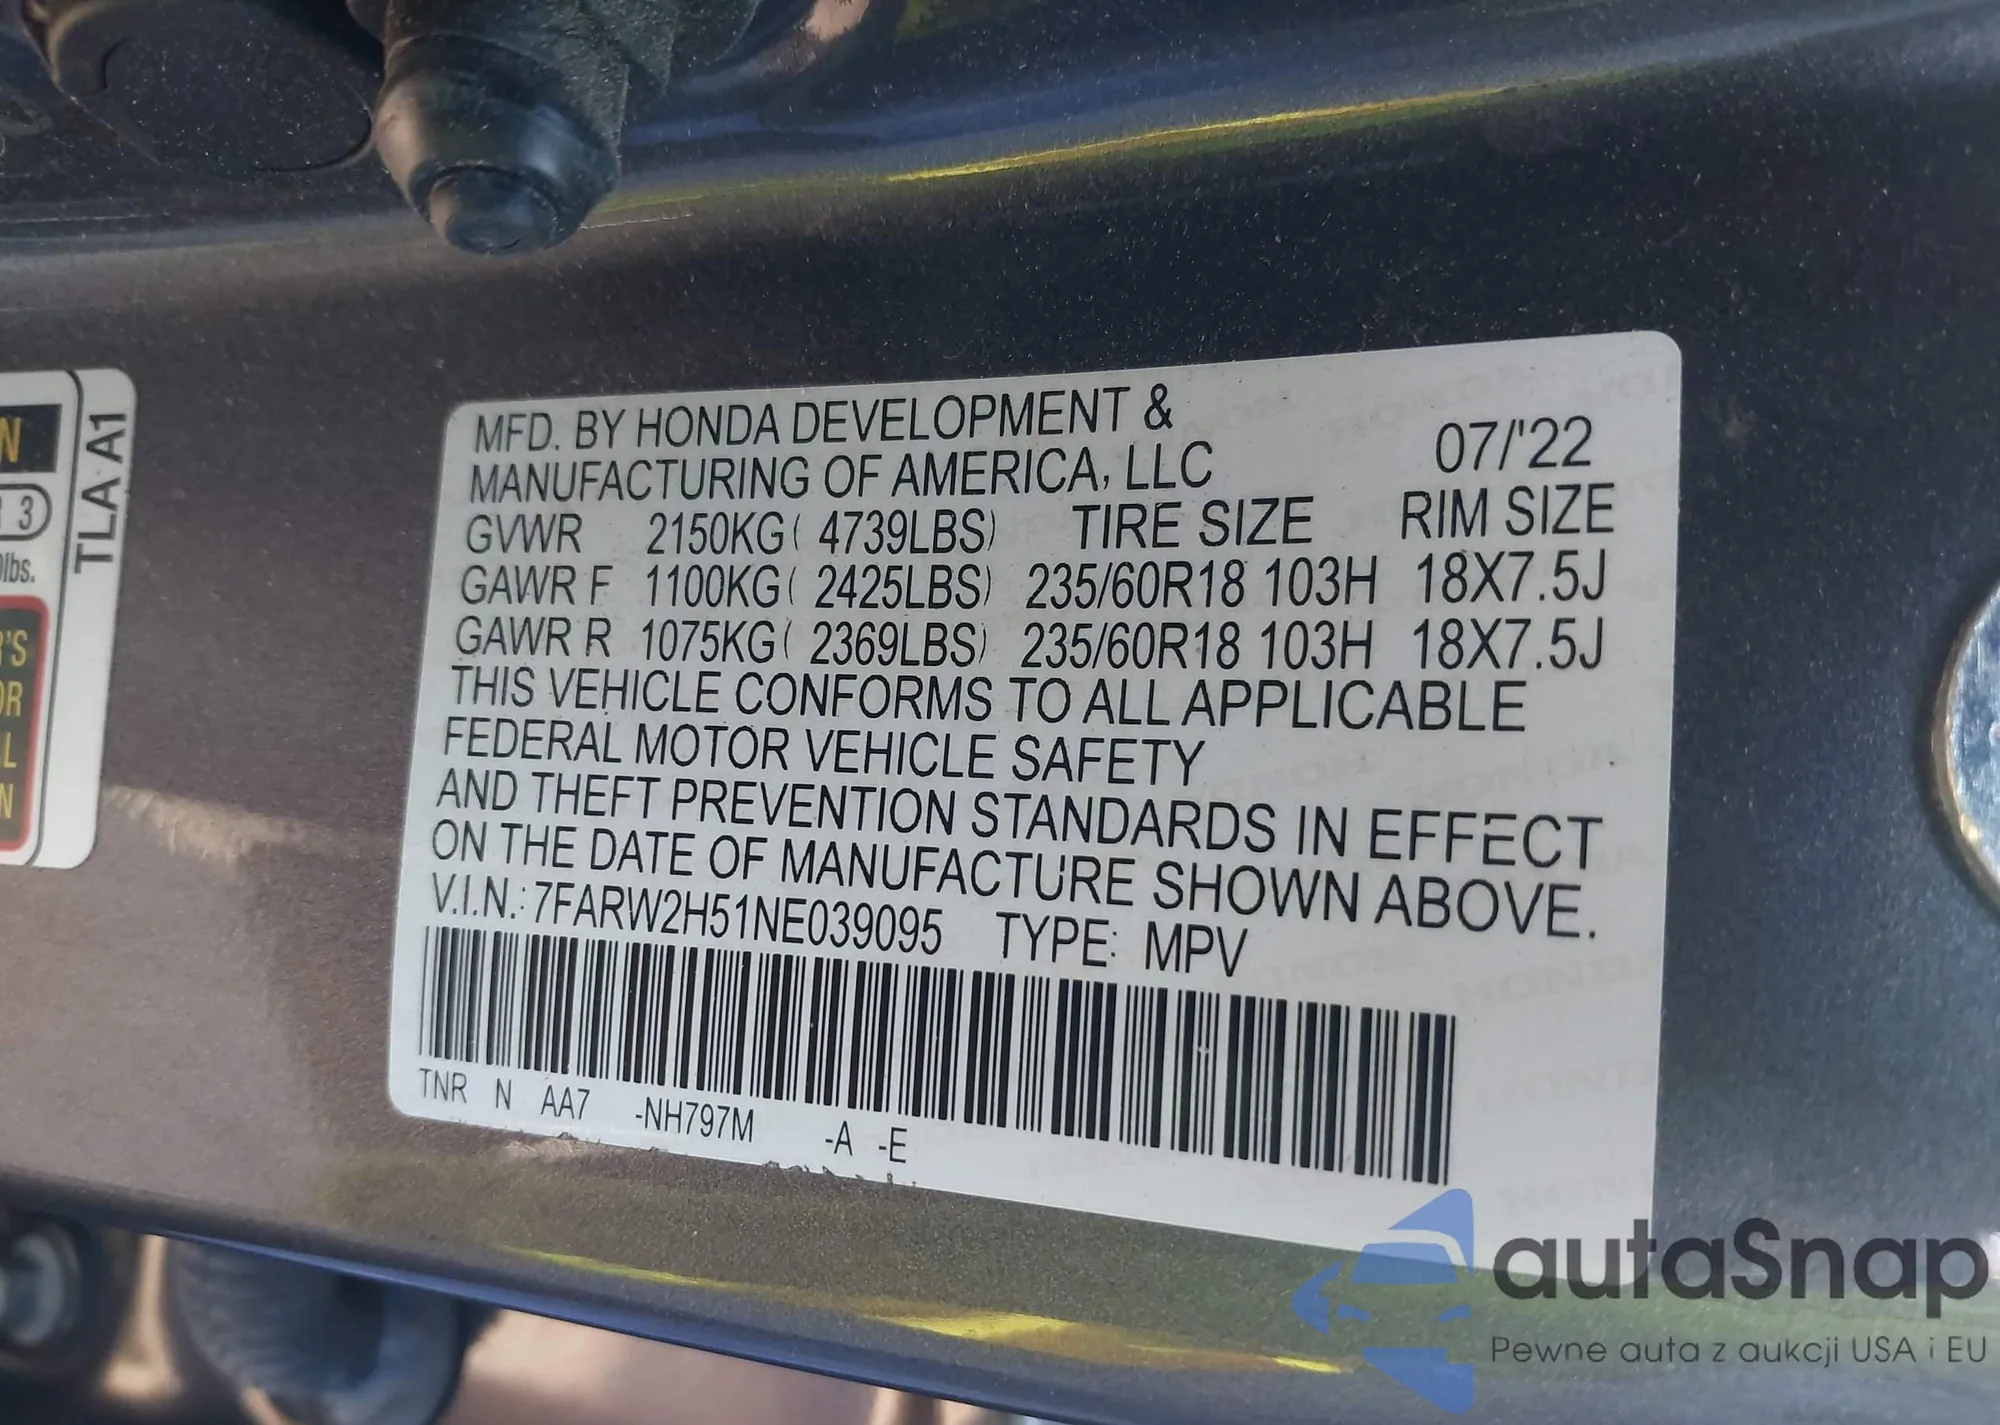 N
3
lbs.
TLA A1
'S
OR
L
N
MFD. BY HONDA DEVELOPMENT &
MANUFACTURING OF AMERICA, LLC 07/'22
GVWR 2150KG( 4739LBS) TIRE SIZE RIM SIZE
GAWR F 1100KG( 2425LBS) 235/60R18 103H 18X7.5J
GAWR R 1075KG( 2369LBS) 235/60R18 103H 18X7.5J
THIS VEHICLE CONFORMS TO ALL APPLICABLE
FEDERAL MOTOR VEHICLE SAFETY
AND THEFT PREVENTION STANDARDS IN EFFECT
ON THE DATE OF MANUFACTURE SHOWN ABOVE.
V.I.N.: 7FARW2H51NE039095 TYPE: MPV
TNR N AA7 -NH797M -A -E
autaSnap
Pewne auta z aukcji USA i EU